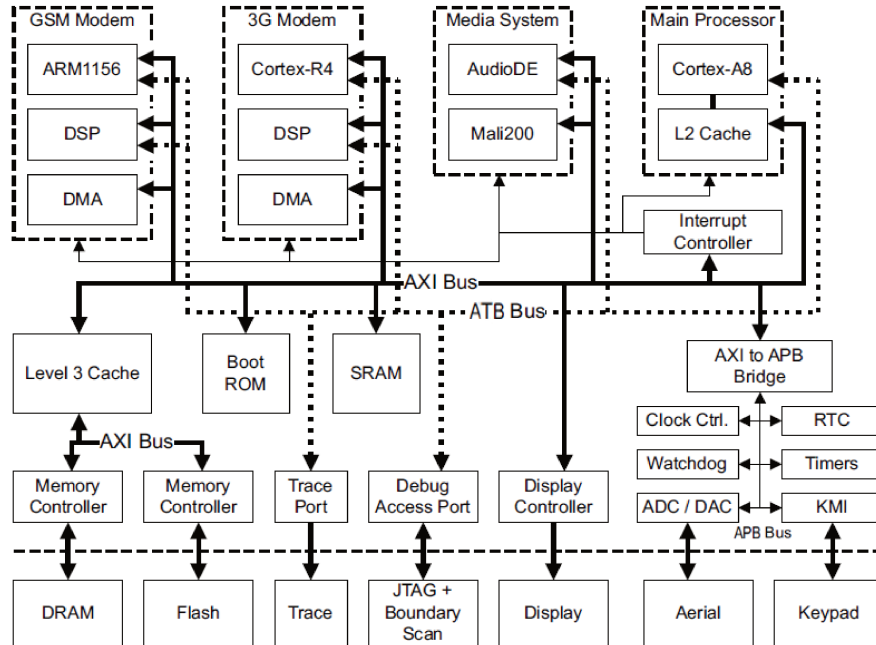 GSM Modem
3G Modem
Media System
Main Processor
ARM1156
Cortex-R4
AudioDE
Cortex-A8
DSP
DSP
Mali200
L2 Cache
DMA
DMA
Interrupt
Controller
AXI Bus
ATB Bus
Level 3 Cache
Boot
ROM
SRAM
AXI to APB
Bridge
Clock Ctrl.
RTC
AXI Bus
Watchdog
Timers
Memory
Controller
Memory
Controller
Trace
Port
Debug
Access Port
Display
Controller
ADC / DAC
KMI
APB Bus
DRAM
Flash
Trace
JTAG +
Boundary
Scan
Display
Aerial
Keypad